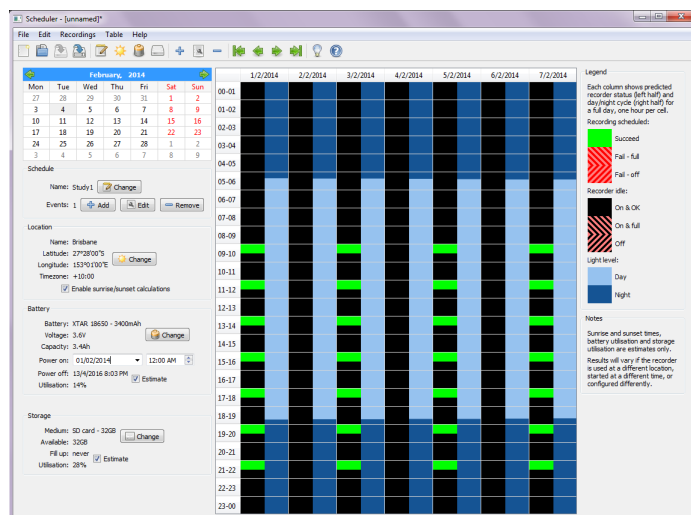 Scheduler - [unnamed]*
File Edit Recordings Table Help
February, 2014
Mon Tue Wed Thu Fri Sat Sun
27 28 29 30 31 1 2
3 4 5 6 7 8 9
10 11 12 13 14 15 16
17 18 19 20 21 22 23
24 25 26 27 28 1 2
3 4 5 6 7 8 9
Schedule
Name: Study1 Change
Events: 1 Add Edit Remove
Location
Name: Brisbane
Latitude: 27°28'00"S
Longitude: 153°01'00"E
Change
Timezone: +10:00
Enable sunrise/sunset calculations
Battery
Battery: XTAR 18650 - 3400mAh
Voltage: 3.6V
Change
Capacity: 3.4Ah
Power on: 01/02/2014 12:00 AM
Power off: 13/4/2016 8:03 PM
Estimate
Utilisation: 14%
Storage
Medium: SD card - 32GB
Change
Available: 32GB
Fill up: never
Estimate
Utilisation: 28%
1/2/2014 2/2/2014 3/2/2014 4/2/2014 5/2/2014 6/2/2014 7/2/2014
00-01
01-02
02-03
03-04
04-05
05-06
06-07
07-08
08-09
09-10
10-11
11-12
12-13
13-14
14-15
15-16
16-17
17-18
18-19
19-20
20-21
21-22
22-23
23-00
Legend
Each column shows predicted
recorder status (left half) and
day/night cycle (right half) for
a full day, one hour per cell.
Recording scheduled:
Succeed
Fail - full
Fail - off
Recorder idle:
On & OK
On & full
Off
Light level:
Day
Night
Notes
Sunrise and sunset times,
battery utilisation and storage
utilisation are estimates only.
Results will vary if the recorder
is used at a different location,
started at a different time, or
configured differently.